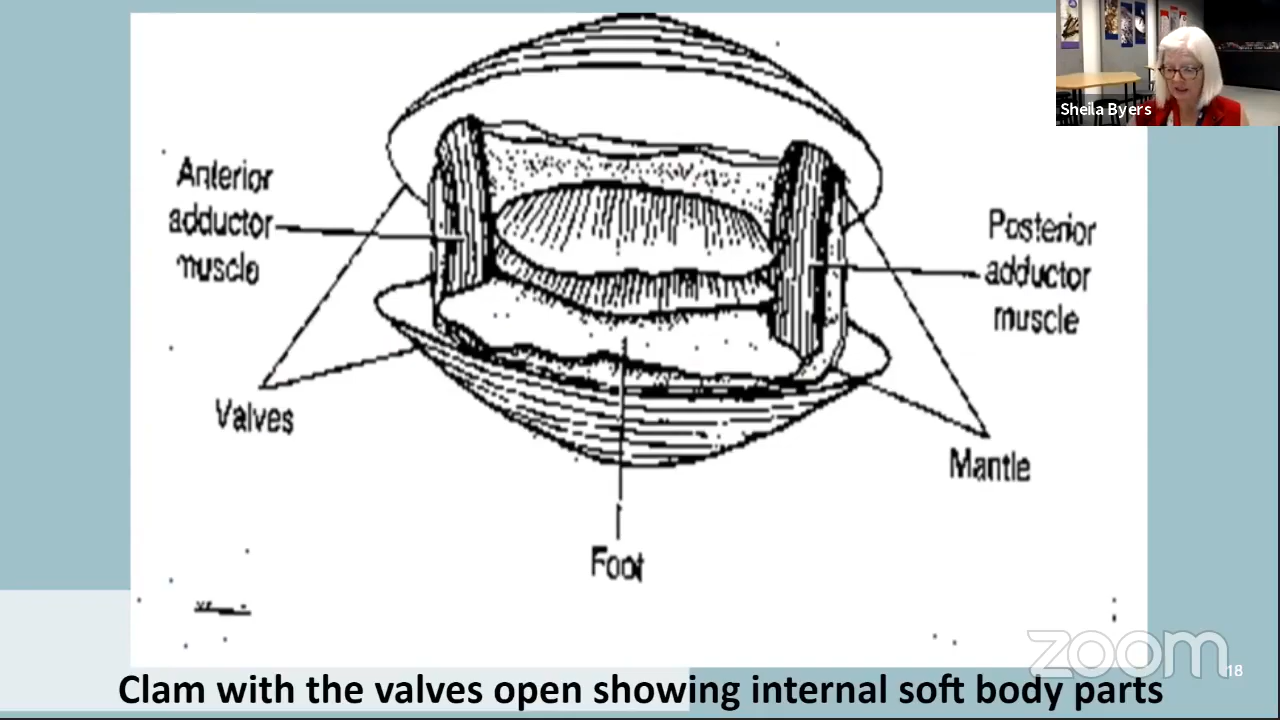 Sheila Byers
Anterior
adductor
muscle
Posterior
adductor
muscle
Valves
Mantle
Foot
zoom
18
Clam with the valves open showing internal soft body parts